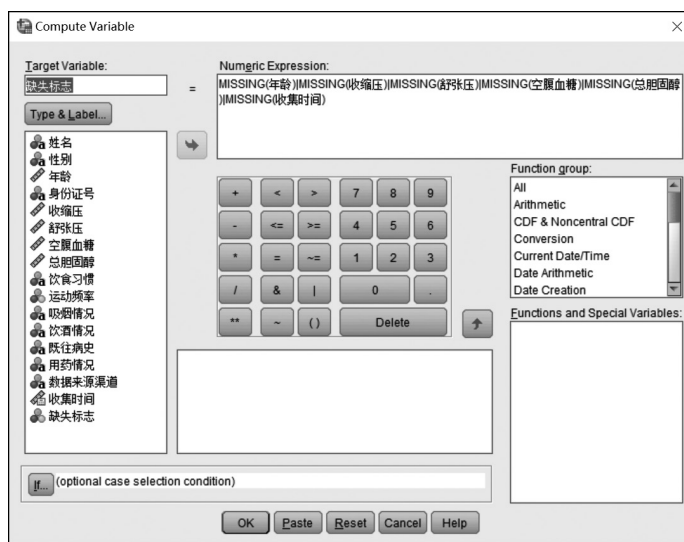 Compute Variable
Target Variable:
缺失标志
=
Numeric Expression:
MISSING(年龄)|MISSING(收缩压)|MISSING(舒张压)|MISSING(空腹血糖)|MISSING(总胆固醇
)|MISSING(收集时间)
Type & Label...
姓名
性别
年龄
身份证号
收缩压
舒张压
空腹血糖
总胆固醇
饮食习惯
运动频率
吸烟情况
饮酒情况
既往病史
用药情况
数据来源渠道
收集时间
缺失标志
+ < > 7 8 9
- <= >= 4 5 6
* = ~= 1 2 3
/ & | 0 .
** ~ ( ) Delete
Function group:
All
Arithmetic
CDF & Noncentral CDF
Conversion
Current Date/Time
Date Arithmetic
Date Creation
Functions and Special Variables:
If... (optional case selection condition)
OK Paste Reset Cancel Help